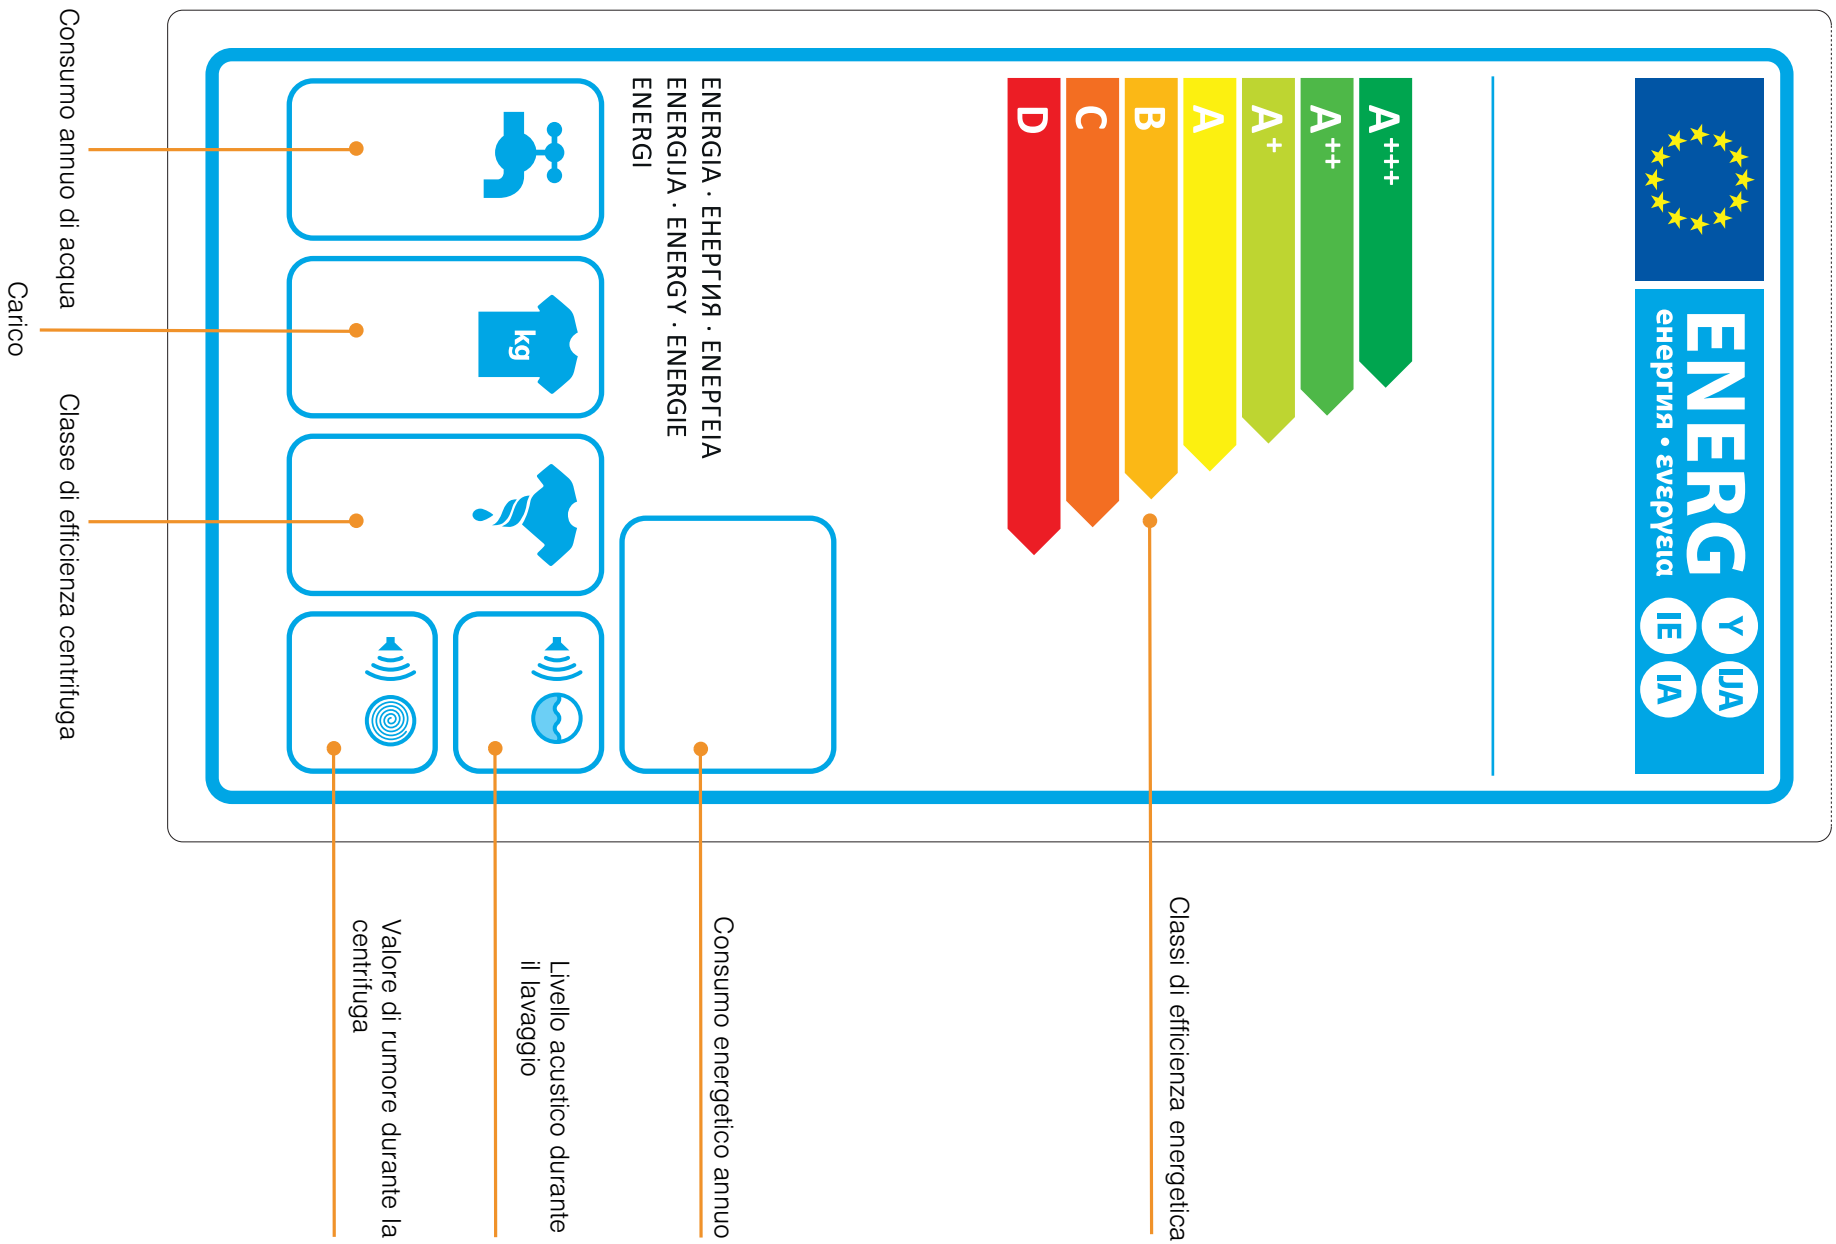 ENERG
енергия · ενεργεια
Y
IJA
IE
IA
A+++
A++
A+
A
B
C
D
Classi di efficienza energetica
ENERGIA · ЕНЕРГИЯ · ΕΝΕΡΓΕΙΑ
ENERGIJA · ENERGY · ENERGIE
ENERGI
Consumo energetico annuo
kg
Livello acustico durante
il lavaggio
Valore di rumore durante la
centrifuga
Consumo annuo di acqua
Carico
Classe di efficienza centrifuga